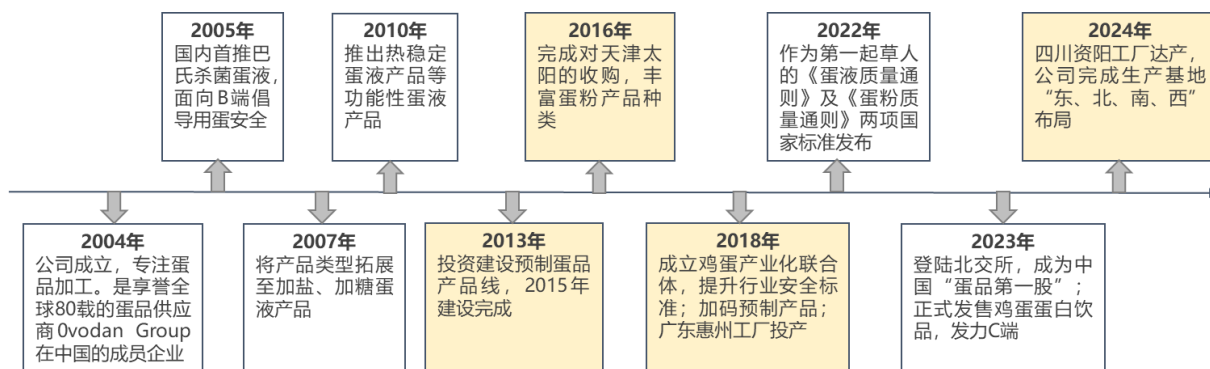 2005年
国内首推巴
氏杀菌蛋液，
面向B端倡
导用蛋安全
2010年
推出热稳定
蛋液产品等
功能性蛋液
产品
2016年
完成对天津太
阳的收购，丰
富蛋粉产品种
类
2022年
作为第一起草人
的《蛋液质量通
则》及《蛋粉质
量通则》两项国
家标准发布
2024年
四川资阳工厂达产，
公司完成生产基地
“东、北、南、西”
布局
2004年
公司成立，专注蛋
品加工。是享誉全
球80载的蛋品供应
商Ovodan Group
在中国的成员企业
2007年
将产品类型拓展
至加盐、加糖蛋
液产品
2013年
投资建设预制蛋品
产品线，2015年
建设完成
2018年
成立鸡蛋产业化联合
体，提升行业安全标
准；加码预制产品；
广东惠州工厂投产
2023年
登陆北交所，成为中
国“蛋品第一股”；
正式发售鸡蛋蛋白饮
品，发力C端